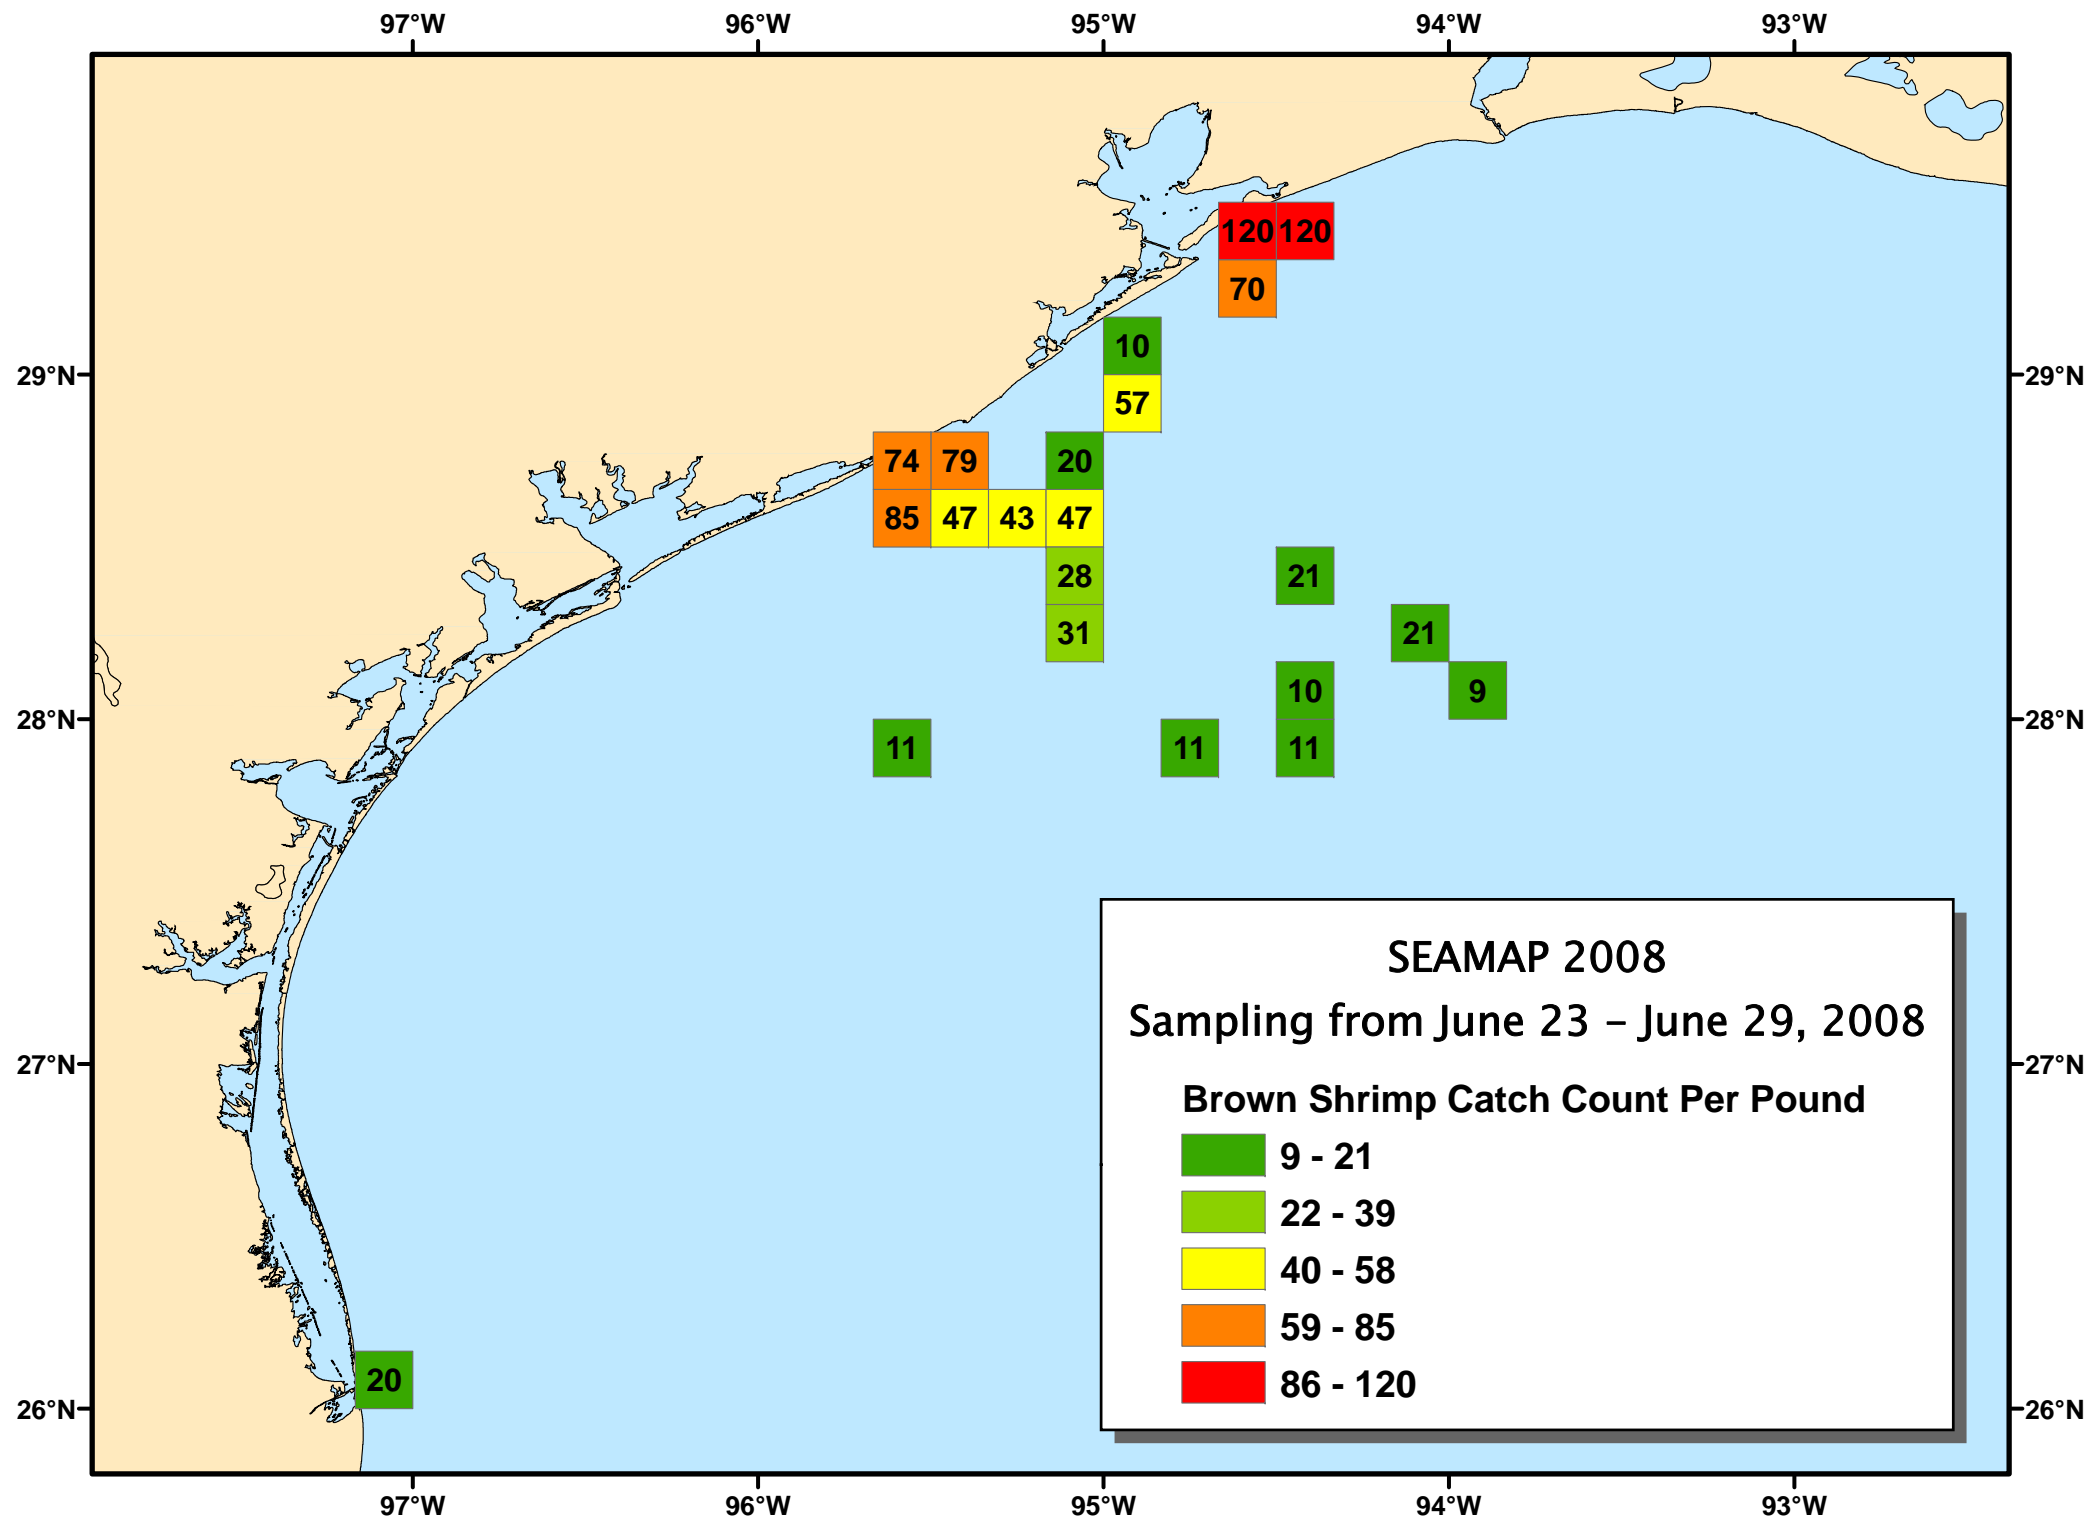 97°W 96°W 95°W 94°W 93°W
120 120
70
10
29°N 29°N
57
74 79 20
85 47 43 47
28 21
31 21
10 9
28°N 28°N
11 11 11
SEAMAP 2008
Sampling from June 23 – June 29, 2008
27°N 27°N
Brown Shrimp Catch Count Per Pound
9 - 21
22 - 39
40 - 58
59 - 85
86 - 120
20
26°N 26°N
97°W 96°W 95°W 94°W 93°W